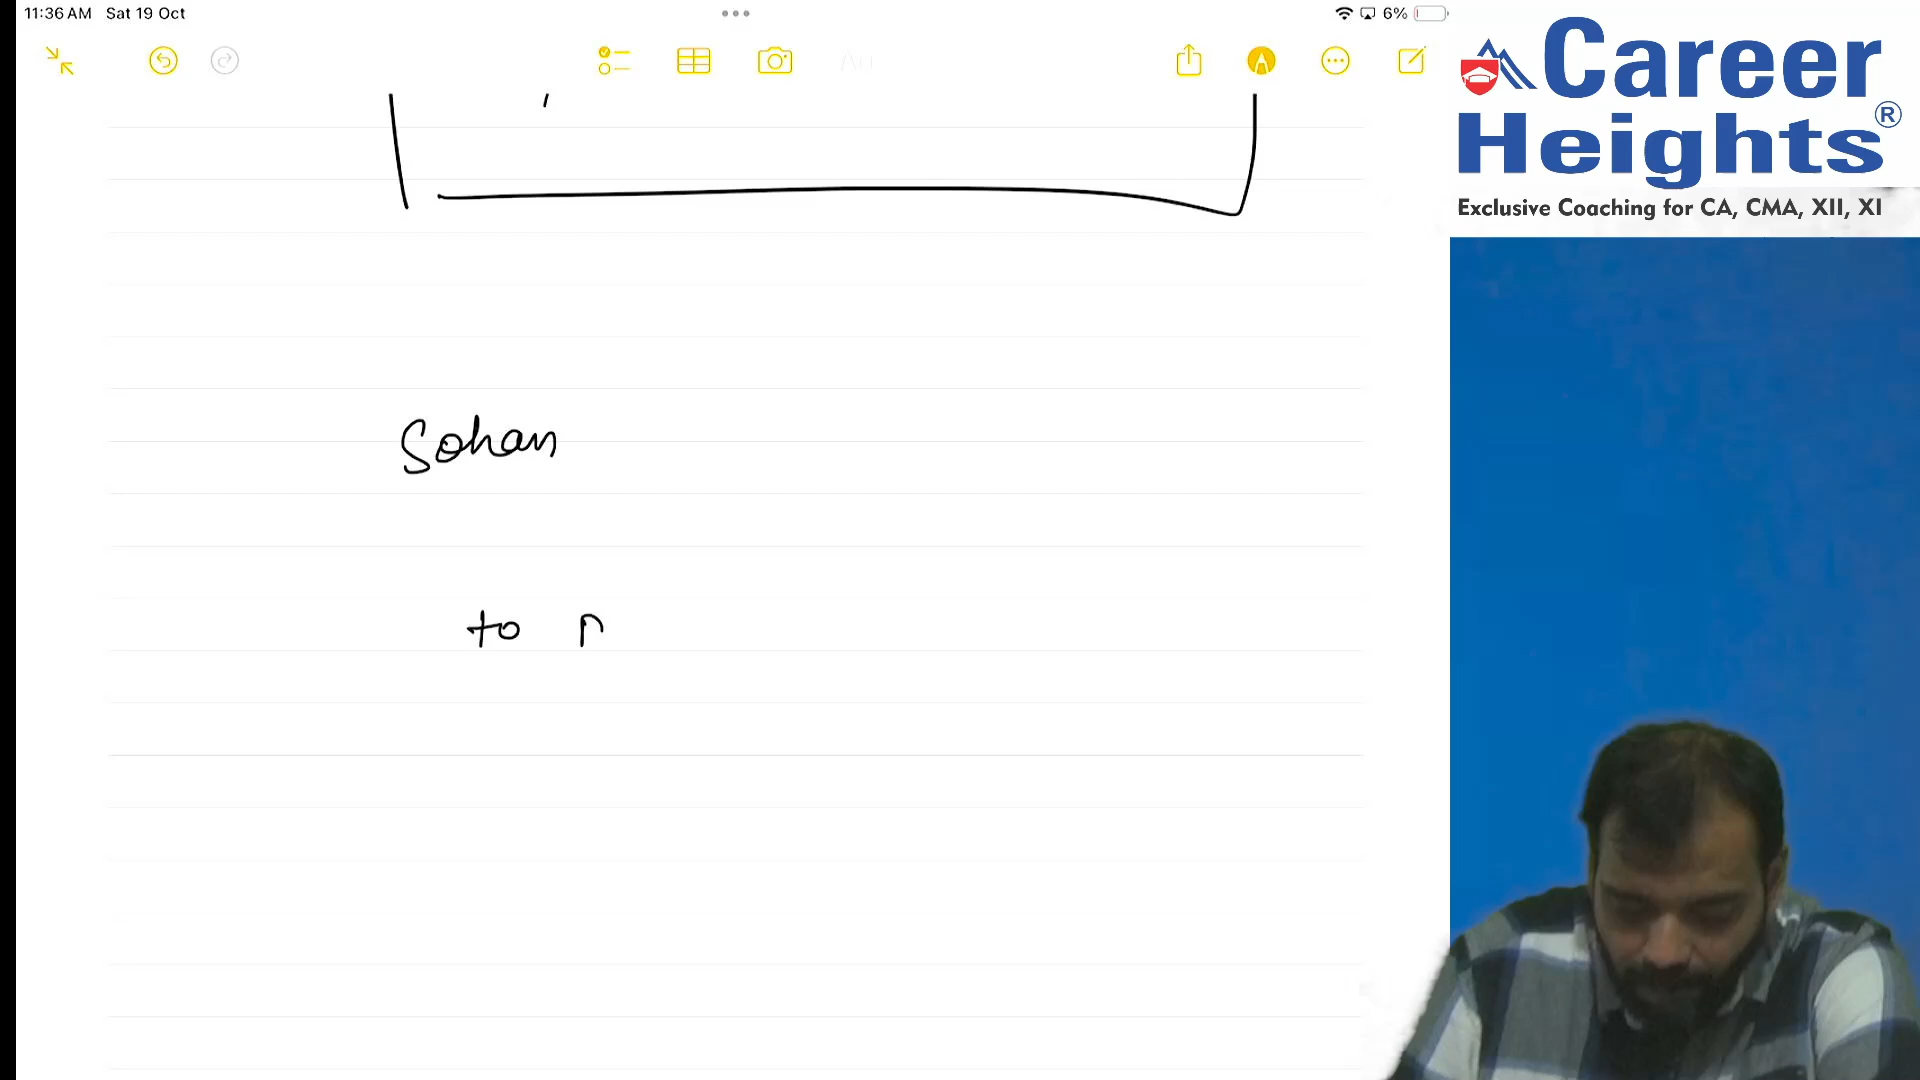 11:36 AM Sat 19 Oct
6%
Career
Heights®
Exclusive Coaching for CA, CMA, XII, XI
Sohan
to